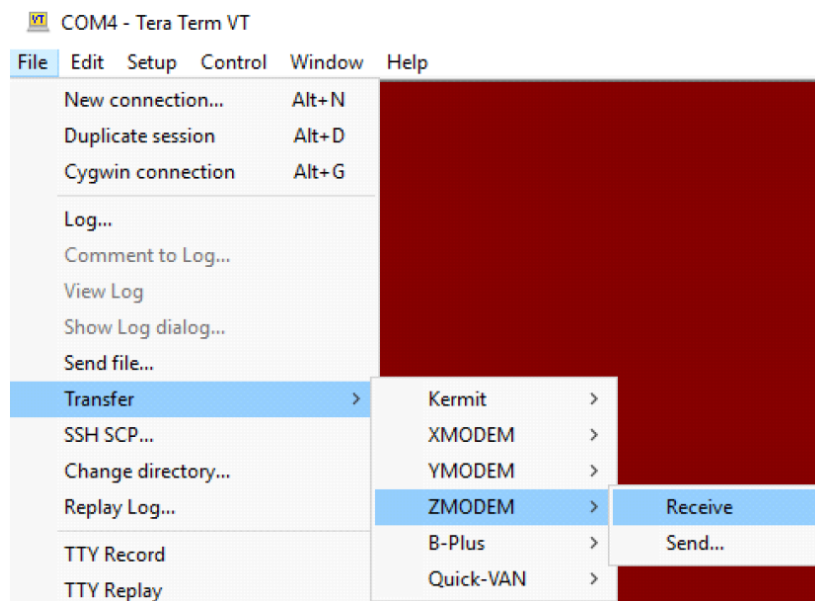 COM4 - Tera Term VT
File Edit Setup Control Window Help
New connection... Alt+N
Duplicate session Alt+D
Cygwin connection Alt+G
Log...
Comment to Log...
View Log
Show Log dialog...
Send file...
Transfer > Kermit >
SSH SCP... XMODEM >
Change directory... YMODEM >
Replay Log... ZMODEM > Receive
TTY Record B-Plus > Send...
TTY Replay Quick-VAN >